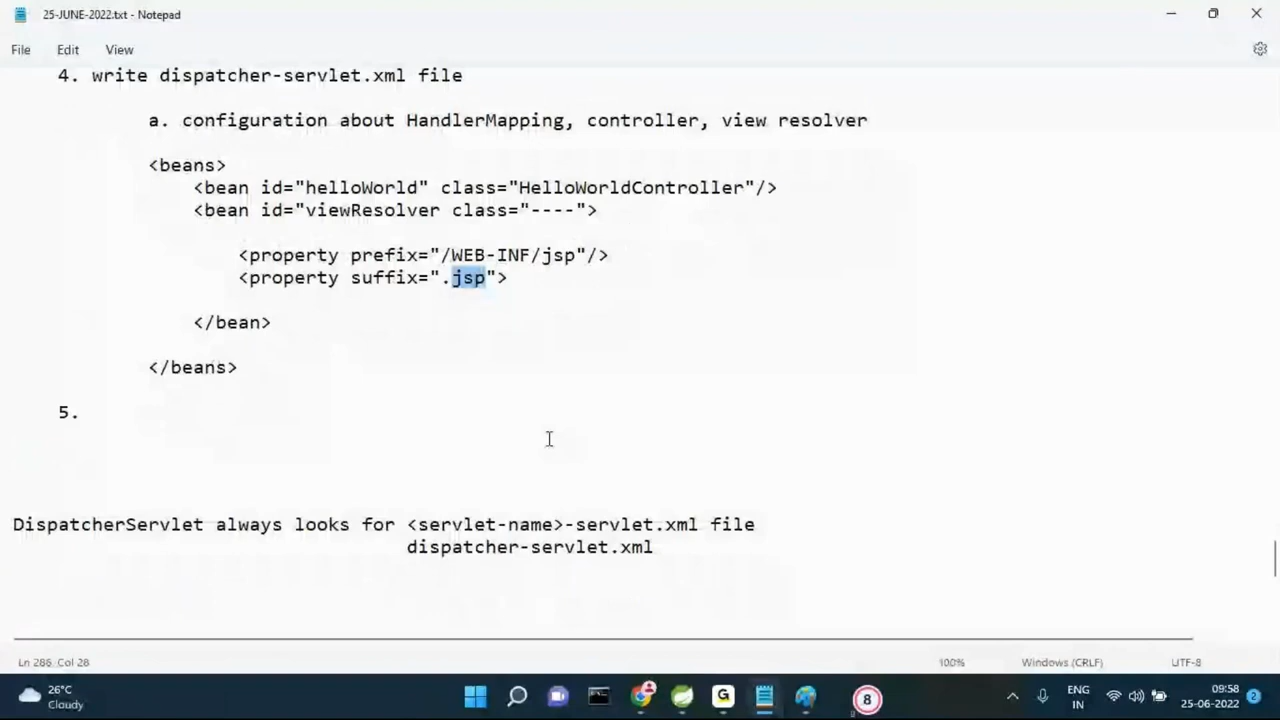 25-JUNE-2022.txt - Notepad
File Edit View
4. write dispatcher-servlet.xml file
a. configuration about HandlerMapping, controller, view resolver
<beans>
<bean id="helloWorld" class="HelloWorldController"/>
<bean id="viewResolver class="----">
<property prefix="/WEB-INF/jsp"/>
<property suffix=".jsp">
</bean>
</beans>
5.
DispatcherServlet always looks for <servlet-name>-servlet.xml file
dispatcher-servlet.xml
Ln 286, Col 28 100% Windows (CRLF) UTF-8
26°C
Cloudy
G
8
ENG
IN
09:58
25-06-2022
2